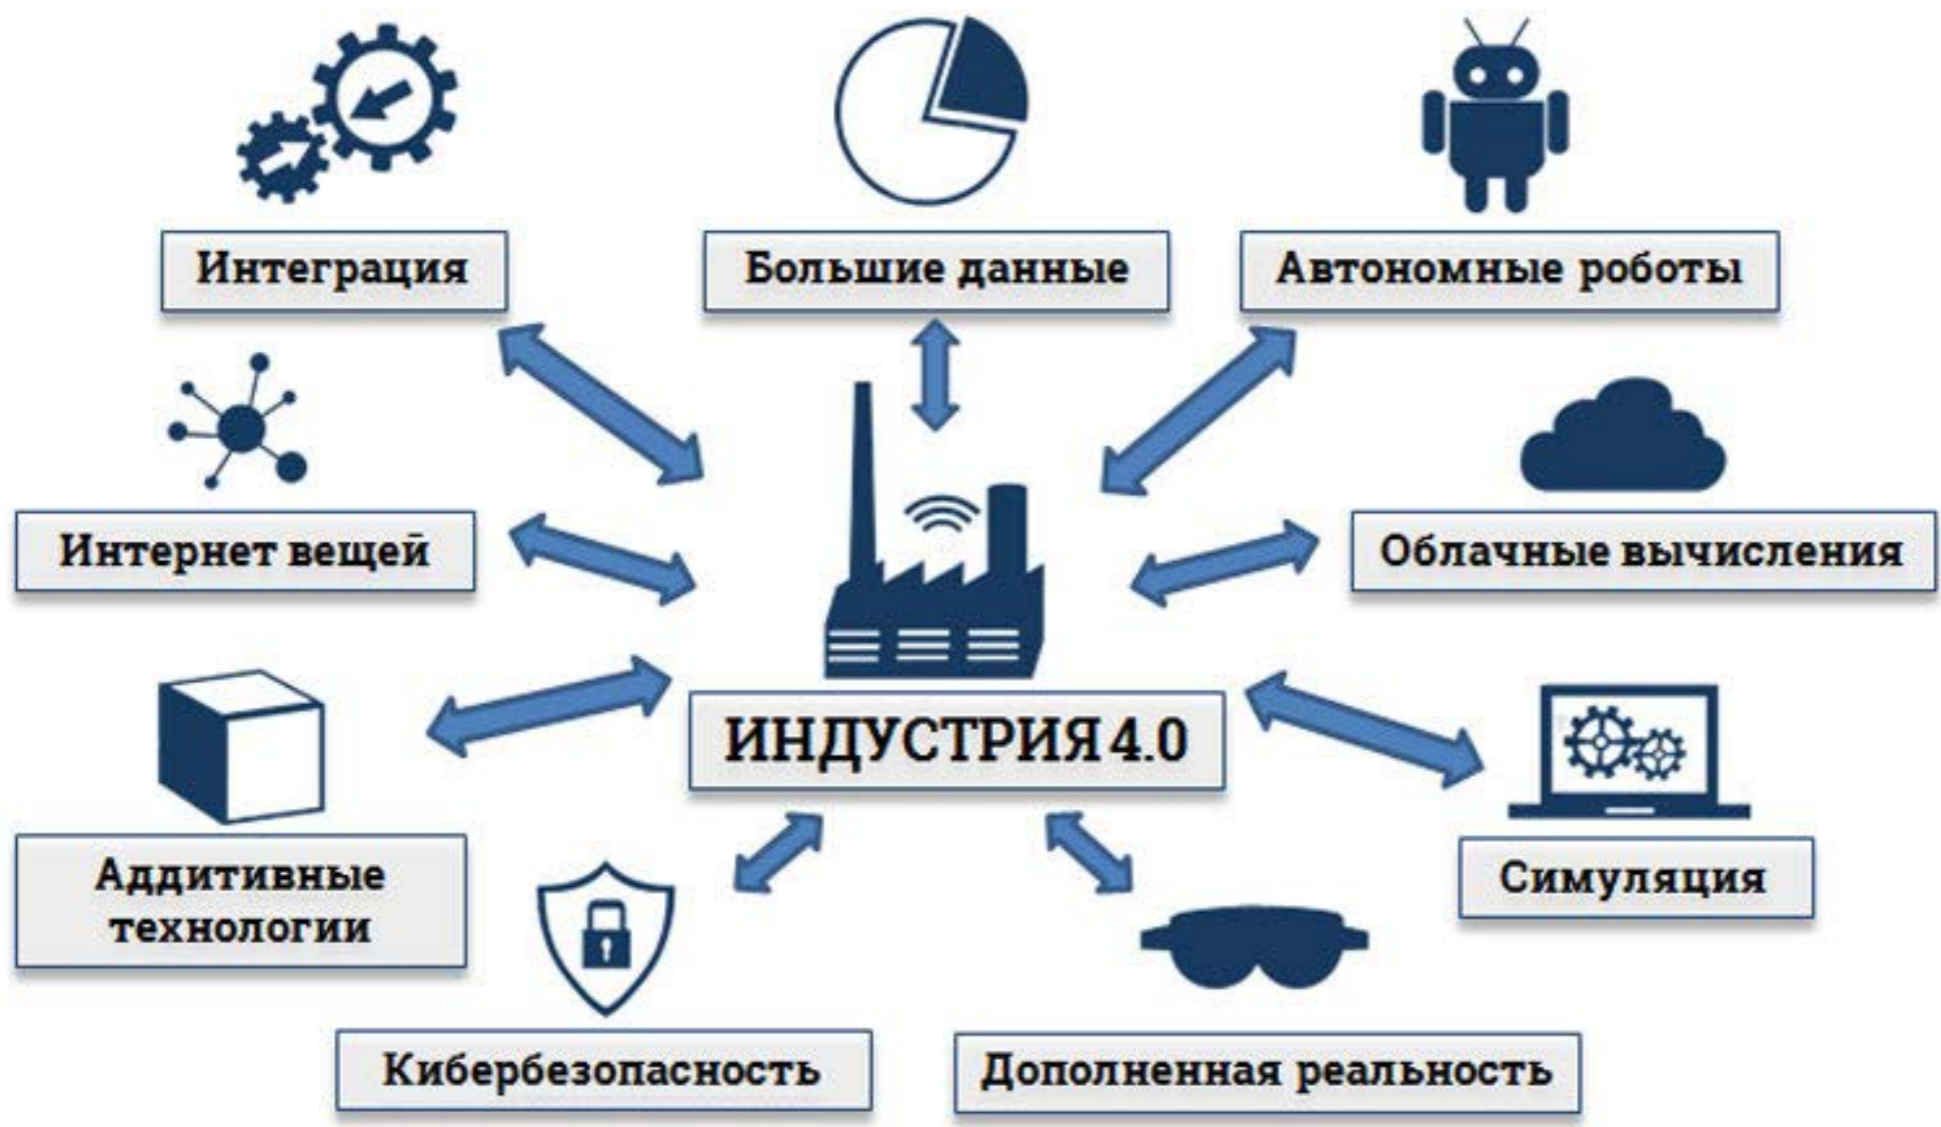 Интеграция
Большие данные
Автономные роботы
Интернет вещей
Облачные вычисления
ИНДУСТРИЯ 4.0
Аддитивные
технологии
Симуляция
Кибербезопасность
Дополненная реальность